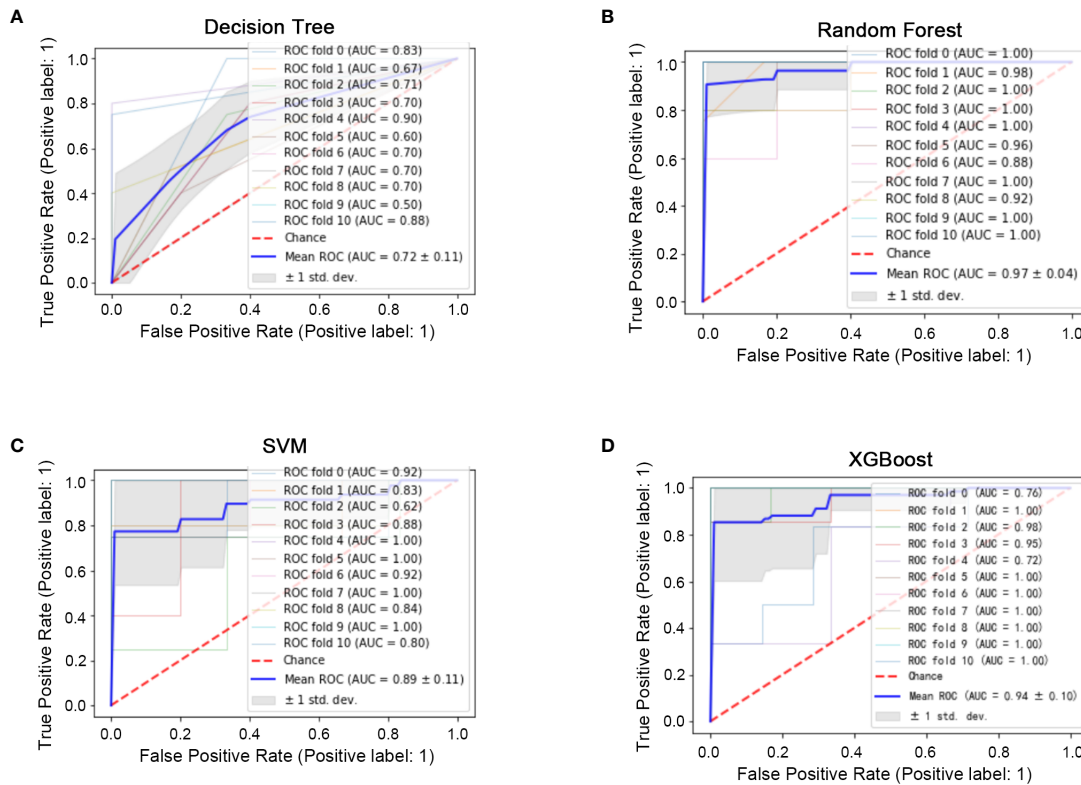 A
Decision Tree
True Positive Rate (Positive label: 1)
1.0
0.8
0.6
0.4
0.2
0.0
0.0 0.2 0.4 0.6 0.8 1.0
False Positive Rate (Positive label: 1)
ROC fold 0 (AUC = 0.83)
ROC fold 1 (AUC = 0.67)
ROC fold 2 (AUC = 0.71)
ROC fold 3 (AUC = 0.70)
ROC fold 4 (AUC = 0.90)
ROC fold 5 (AUC = 0.60)
ROC fold 6 (AUC = 0.70)
ROC fold 7 (AUC = 0.70)
ROC fold 8 (AUC = 0.70)
ROC fold 9 (AUC = 0.50)
ROC fold 10 (AUC = 0.88)
Chance
Mean ROC (AUC = 0.72 ± 0.11)
± 1 std. dev.
B
Random Forest
True Positive Rate (Positive label: 1)
1.0
0.8
0.6
0.4
0.2
0.0
0.0 0.2 0.4 0.6 0.8 1.0
False Positive Rate (Positive label: 1)
ROC fold 0 (AUC = 1.00)
ROC fold 1 (AUC = 0.98)
ROC fold 2 (AUC = 1.00)
ROC fold 3 (AUC = 1.00)
ROC fold 4 (AUC = 1.00)
ROC fold 5 (AUC = 0.96)
ROC fold 6 (AUC = 0.88)
ROC fold 7 (AUC = 1.00)
ROC fold 8 (AUC = 0.92)
ROC fold 9 (AUC = 1.00)
ROC fold 10 (AUC = 1.00)
Chance
Mean ROC (AUC = 0.97 ± 0.04)
± 1 std. dev.
C
SVM
True Positive Rate (Positive label: 1)
1.0
0.8
0.6
0.4
0.2
0.0
0.0 0.2 0.4 0.6 0.8 1.0
False Positive Rate (Positive label: 1)
ROC fold 0 (AUC = 0.92)
ROC fold 1 (AUC = 0.83)
ROC fold 2 (AUC = 0.62)
ROC fold 3 (AUC = 0.88)
ROC fold 4 (AUC = 1.00)
ROC fold 5 (AUC = 1.00)
ROC fold 6 (AUC = 0.92)
ROC fold 7 (AUC = 1.00)
ROC fold 8 (AUC = 0.84)
ROC fold 9 (AUC = 1.00)
ROC fold 10 (AUC = 0.80)
Chance
Mean ROC (AUC = 0.89 ± 0.11)
± 1 std. dev.
D
XGBoost
True Positive Rate (Positive label: 1)
1.0
0.8
0.6
0.4
0.2
0.0
0.0 0.2 0.4 0.6 0.8 1.0
False Positive Rate (Positive label: 1)
ROC fold 0 (AUC = 0.76)
ROC fold 1 (AUC = 1.00)
ROC fold 2 (AUC = 0.98)
ROC fold 3 (AUC = 0.95)
ROC fold 4 (AUC = 0.72)
ROC fold 5 (AUC = 1.00)
ROC fold 6 (AUC = 1.00)
ROC fold 7 (AUC = 1.00)
ROC fold 8 (AUC = 1.00)
ROC fold 9 (AUC = 1.00)
ROC fold 10 (AUC = 1.00)
Chance
Mean ROC (AUC = 0.94 ± 0.10)
± 1 std. dev.